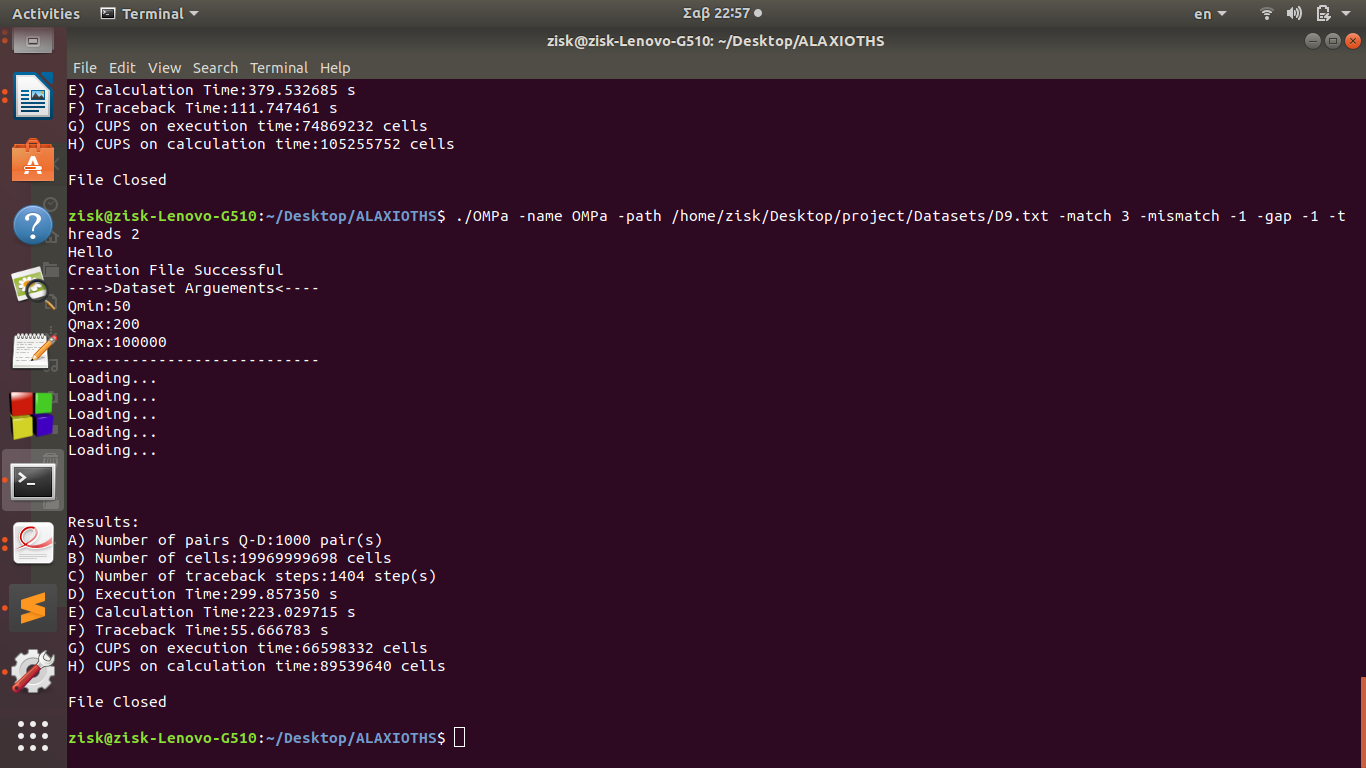 Activities Terminal Σαβ 22:57 en
zisk@zisk-Lenovo-G510: ~/Desktop/ALAXIOTHS
File Edit View Search Terminal Help
E) Calculation Time:379.532685 s
F) Traceback Time:111.747461 s
G) CUPS on execution time:74869232 cells
H) CUPS on calculation time:105255752 cells
File Closed
zisk@zisk-Lenovo-G510:~/Desktop/ALAXIOTHS$ ./OMPa -name OMPa -path /home/zisk/Desktop/project/Datasets/D9.txt -match 3 -mismatch -1 -gap -1 -t
hreads 2
Hello
Creation File Successful
---->Dataset Arguements<----
Qmin:50
Qmax:200
Dmax:100000
----------------------------
Loading...
Loading...
Loading...
Loading...
Loading...
Results:
A) Number of pairs Q-D:1000 pair(s)
B) Number of cells:19969999698 cells
C) Number of traceback steps:1404 step(s)
D) Execution Time:299.857350 s
E) Calculation Time:223.029715 s
F) Traceback Time:55.666783 s
G) CUPS on execution time:66598332 cells
H) CUPS on calculation time:89539640 cells
File Closed
zisk@zisk-Lenovo-G510:~/Desktop/ALAXIOTHS$